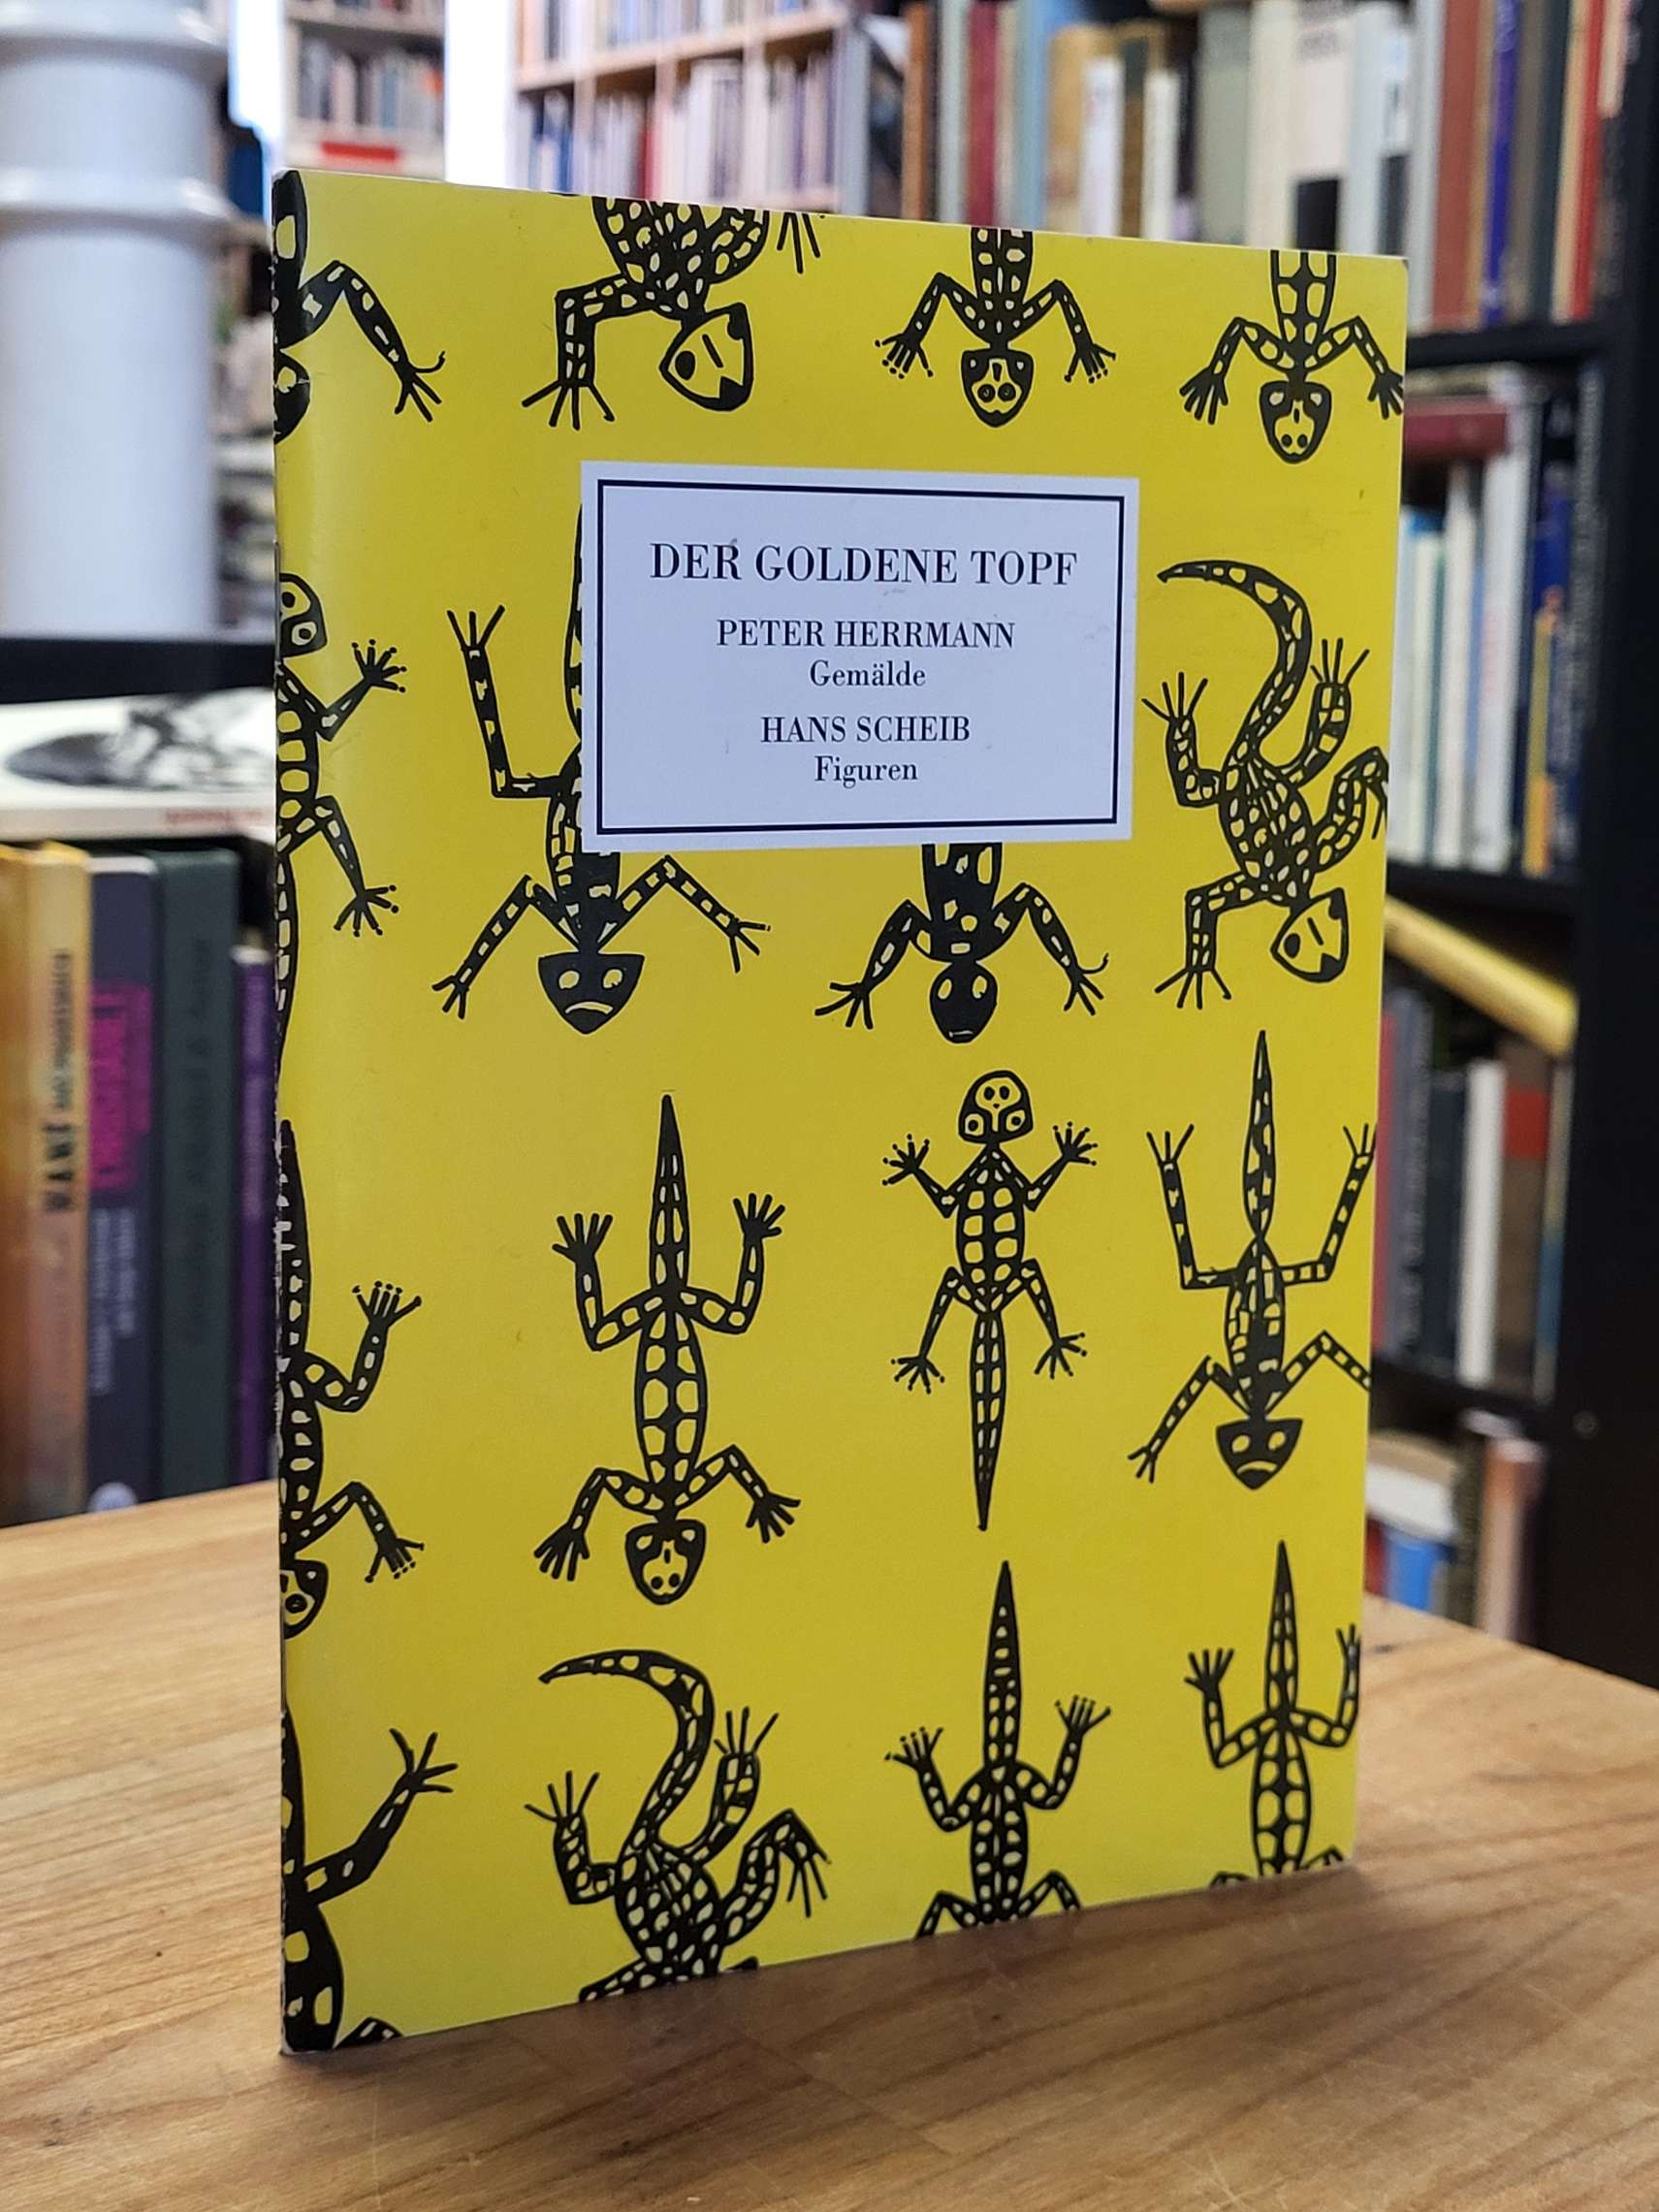 DER GOLDENE TOPF
PETER HERRMANN
Gemälde
HANS SCHEIB
Figuren